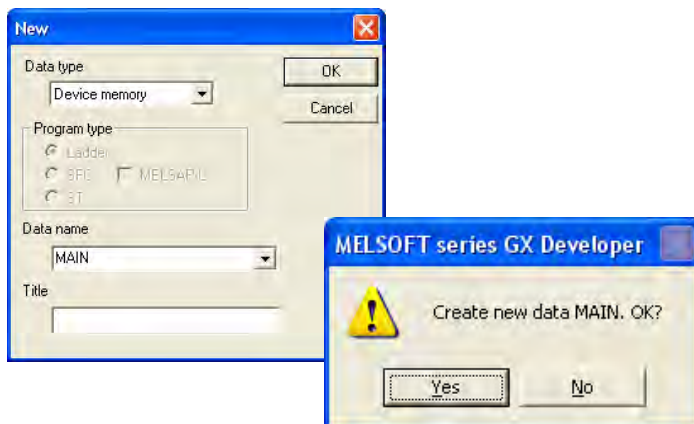 New
Data type
OK
Device memory
Cancel
Program type
Ladder
SFC MELSAP-L
ST
Data name
MAIN
Title
MELSOFT series GX Developer
Create new data MAIN. OK?
Yes No